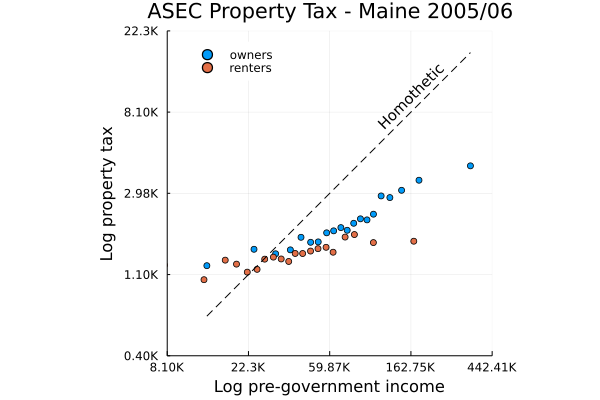 ASEC Property Tax - Maine 2005/06
22.3K
owners
renters
Homothetic
8.10K
Log property tax
2.98K
1.10K
0.40K
8.10K 22.3K 59.87K 162.75K 442.41K
Log pre-government income